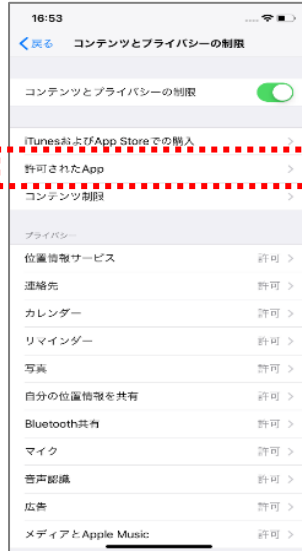 16:53
戻る コンテンツとプライバシーの制限
コンテンツとプライバシーの制限
iTunesおよびApp Storeでの購入
許可されたApp
コンテンツ制限
プライバシー
位置情報サービス 許可
連絡先 許可
カレンダー 許可
リマインダー 許可
写真 許可
自分の位置情報を共有 許可
Bluetooth共有 許可
マイク 許可
音声認識 許可
広告 許可
メディアとApple Music 許可